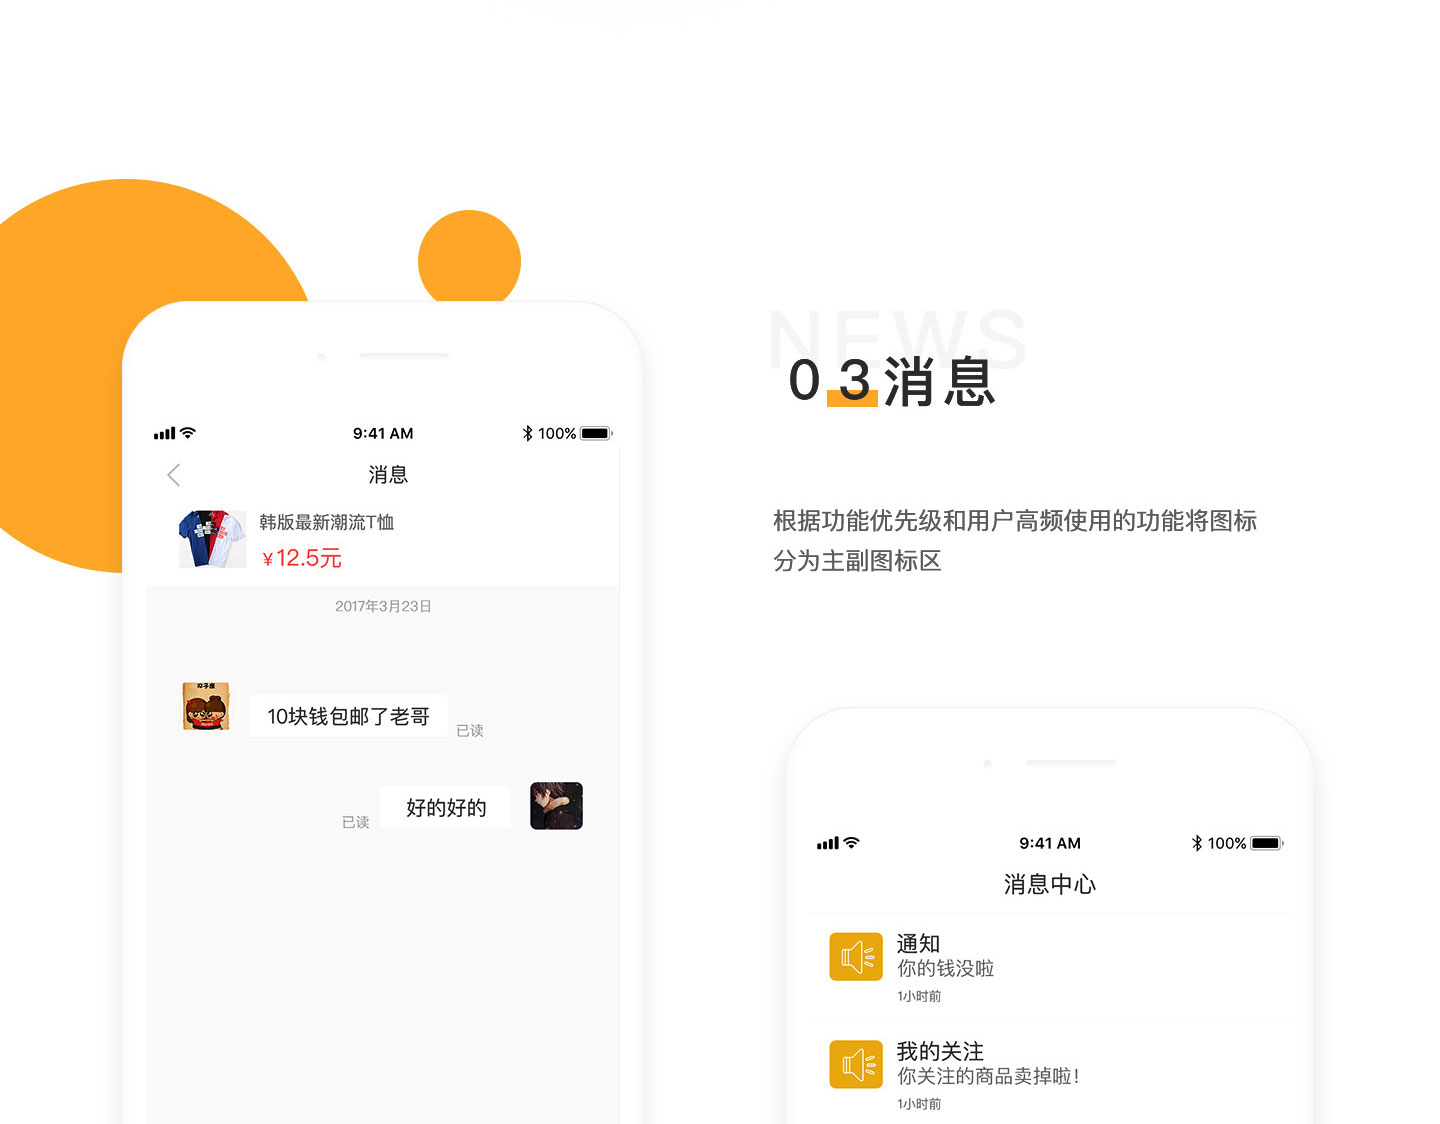 NEWS
03消息
根据功能优先级和用户高频使用的功能将图标
分为主副图标区
9:41 AM
100%
消息
韩版最新潮流T恤
¥12.5元
2017年3月23日
10块钱包邮了老哥
已读
已读
好的好的
9:41 AM
100%
消息中心
通知
你的钱没啦
1小时前
我的关注
你关注的商品卖掉啦!
1小时前